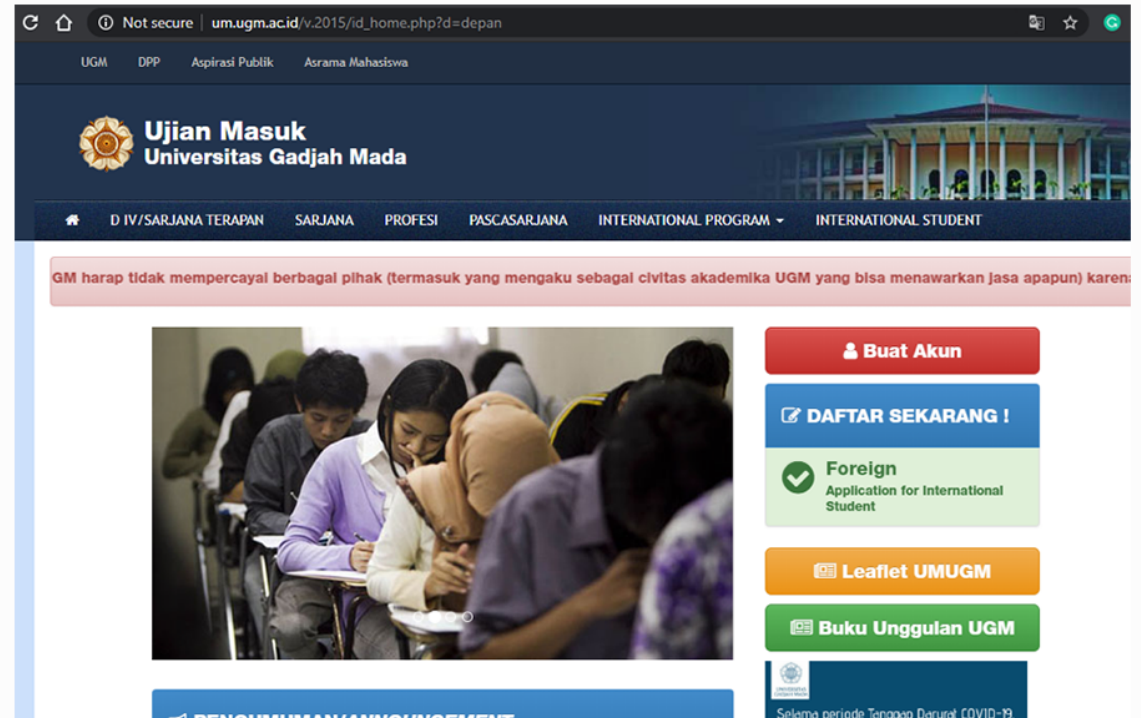 Not secure | um.ugm.ac.id/v.2015/id_home.php?d=depan
UGM DPP Aspirasi Publik Asrama Mahasiswa
Ujian Masuk
Universitas Gadjah Mada
D IV/SARJANA TERAPAN SARJANA PROFESI PASCASARJANA INTERNATIONAL PROGRAM INTERNATIONAL STUDENT
GM harap tidak mempercayai berbagai pihak (termasuk yang mengaku sebagai civitas akademika UGM yang bisa menawarkan jasa apapun) karena
Buat Akun
DAFTAR SEKARANG !
Foreign
Application for International
Student
Leaflet UMUGM
Buku Unggulan UGM
PENGUMUMAN/ANNOUNCEMENT
Selama periode Tanggap Darurat COVID-19